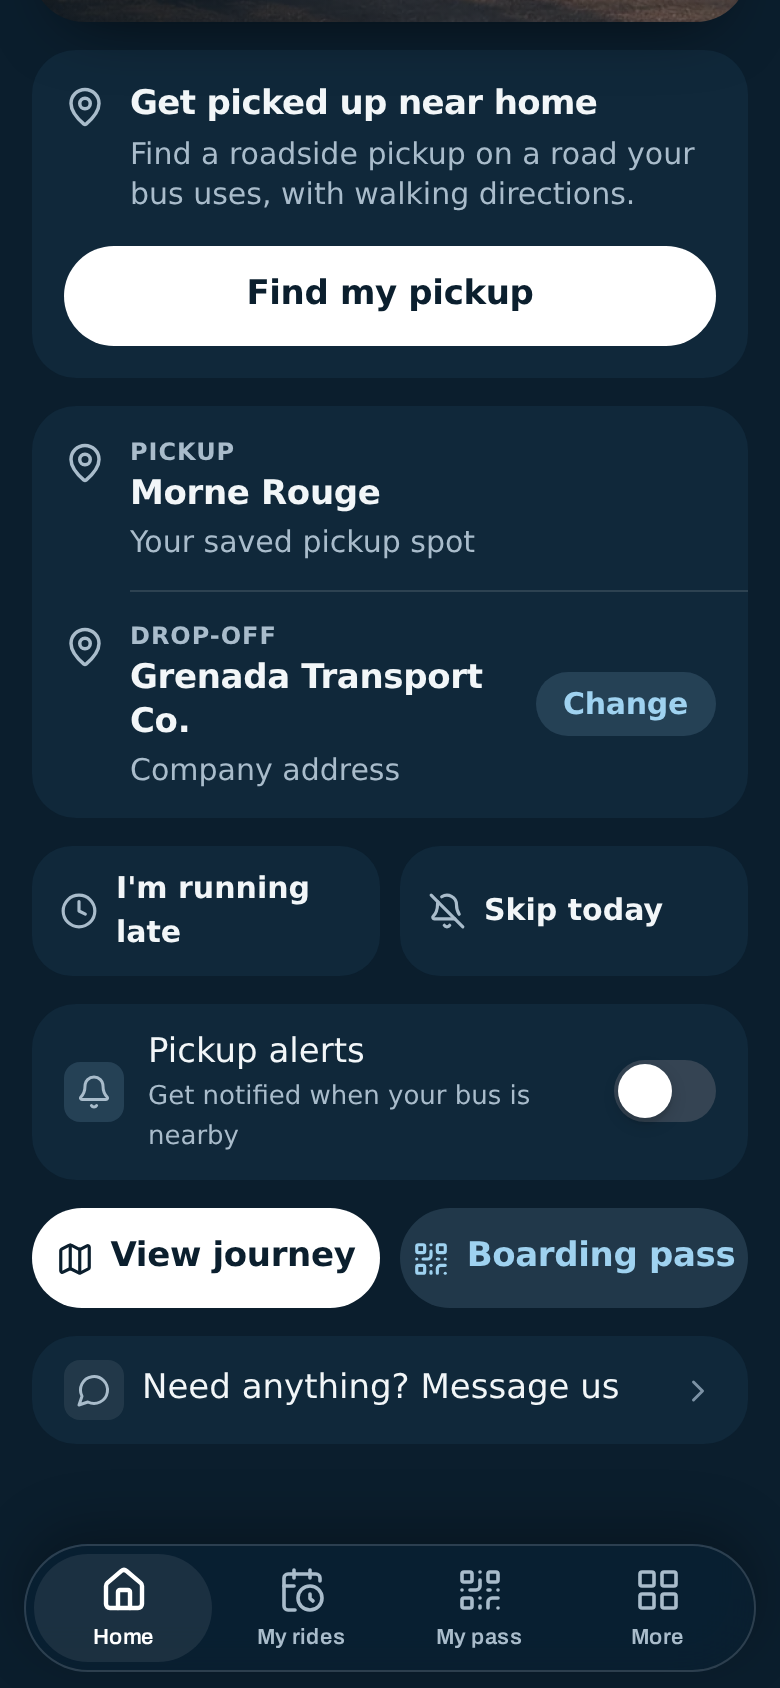 Get picked up near home
Find a roadside pickup on a road your
bus uses, with walking directions.
Find my pickup
PICKUP
Morne Rouge
Your saved pickup spot
DROP-OFF
Grenada Transport
Co.
Change
Company address
I'm running
late
Skip today
Pickup alerts
Get notified when your bus is
nearby
View journey
Boarding pass
Need anything? Message us
Home
My rides
My pass
More